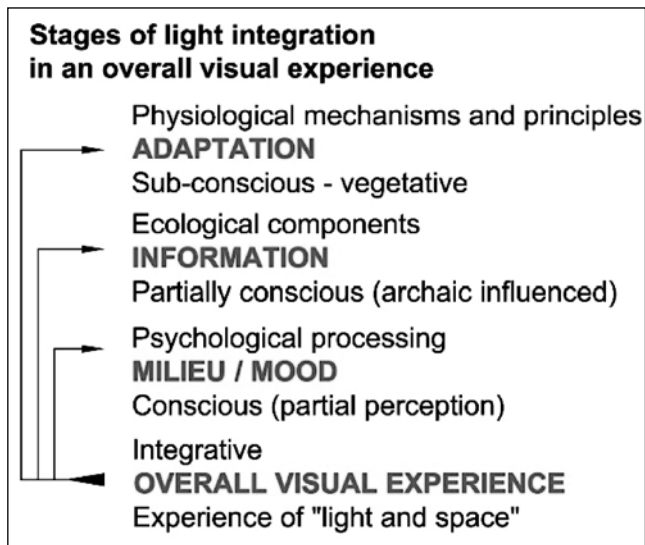 Stages of light integration
in an overall visual experience
Physiological mechanisms and principles
ADAPTATION
Sub-conscious - vegetative
Ecological components
INFORMATION
Partially conscious (archaic influenced)
Psychological processing
MILIEU / MOOD
Conscious (partial perception)
Integrative
OVERALL VISUAL EXPERIENCE
Experience of "light and space"